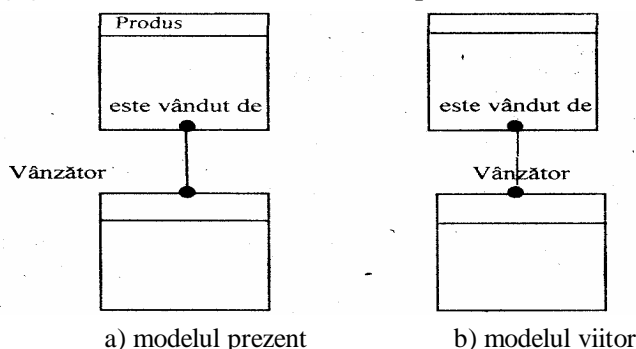 Produs
este vândut de
este vândut de
Vânzător
Vânzător
a) modelul prezent
b) modelul viitor